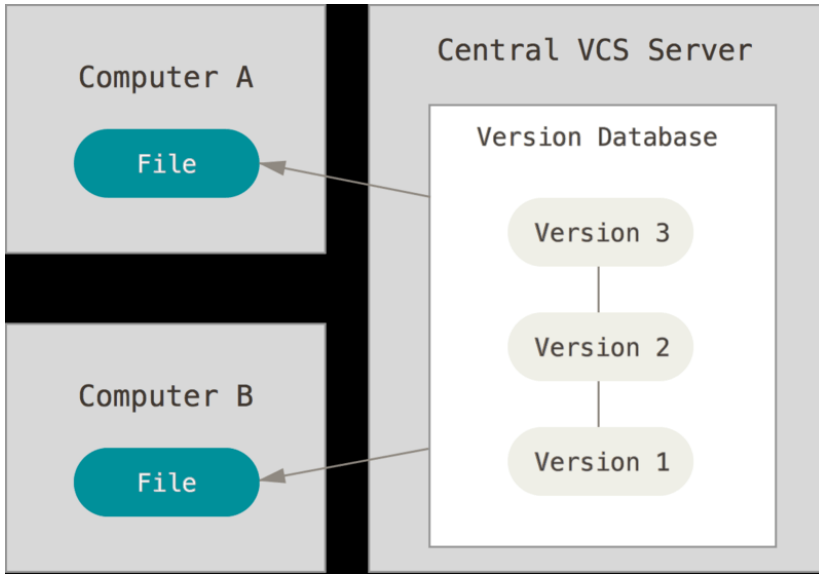 Computer A
File
Central VCS Server
Version Database
Version 3
Version 2
Version 1
Computer B
File